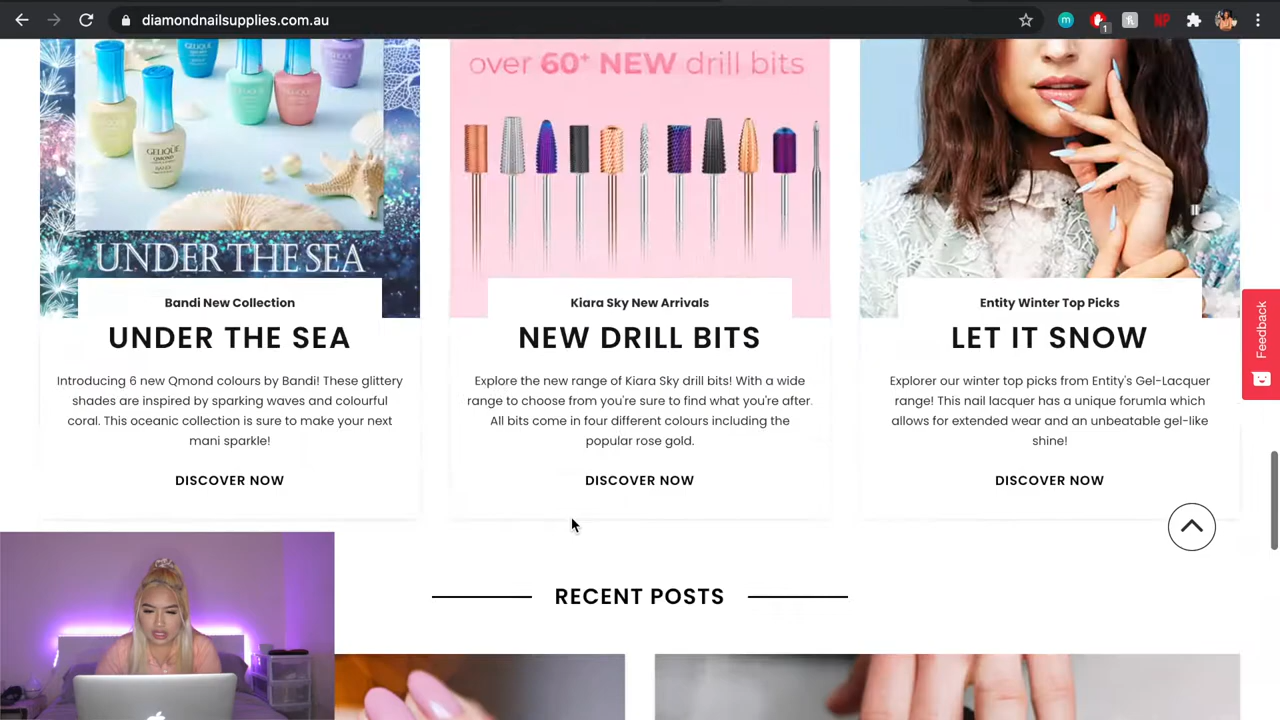 diamondnailsupplies.com.au
1
NP
GELIQUE
QMOND
BANDI
UNDER THE SEA
Bandi New Collection
UNDER THE SEA
Introducing 6 new Qmond colours by Bandi! These glittery
shades are inspired by sparking waves and colourful
coral. This oceanic collection is sure to make your next
mani sparkle!
DISCOVER NOW
over 60+ NEW drill bits
Kiara Sky New Arrivals
NEW DRILL BITS
Explore the new range of Kiara Sky drill bits! With a wide
range to choose from you're sure to find what you're after.
All bits come in four different colours including the
popular rose gold.
DISCOVER NOW
Entity Winter Top Picks
LET IT SNOW
Explorer our winter top picks from Entity's Gel-Lacquer
range! This nail lacquer has a unique forumla which
allows for extended wear and an unbeatable gel-like
shine!
DISCOVER NOW
Feedback
RECENT POSTS